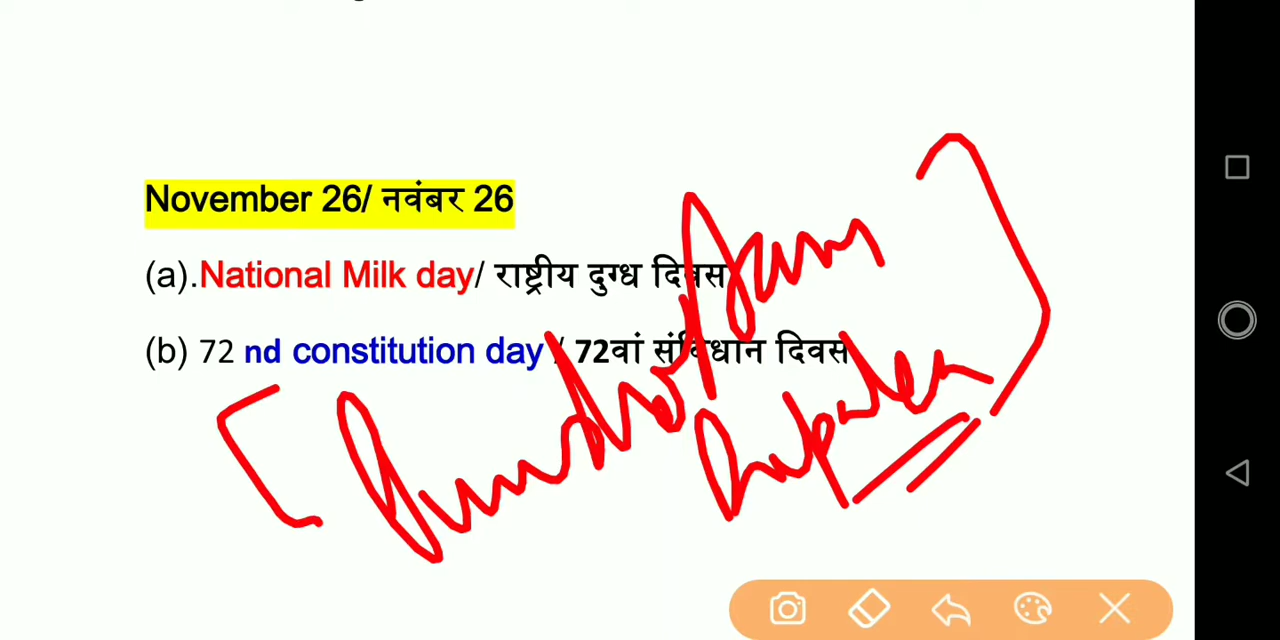 November 26/ नवंबर 26
(a).National Milk day/ राष्ट्रीय दुग्ध दिवस
(b) 72 nd constitution day / 72वां संविधान दिवस